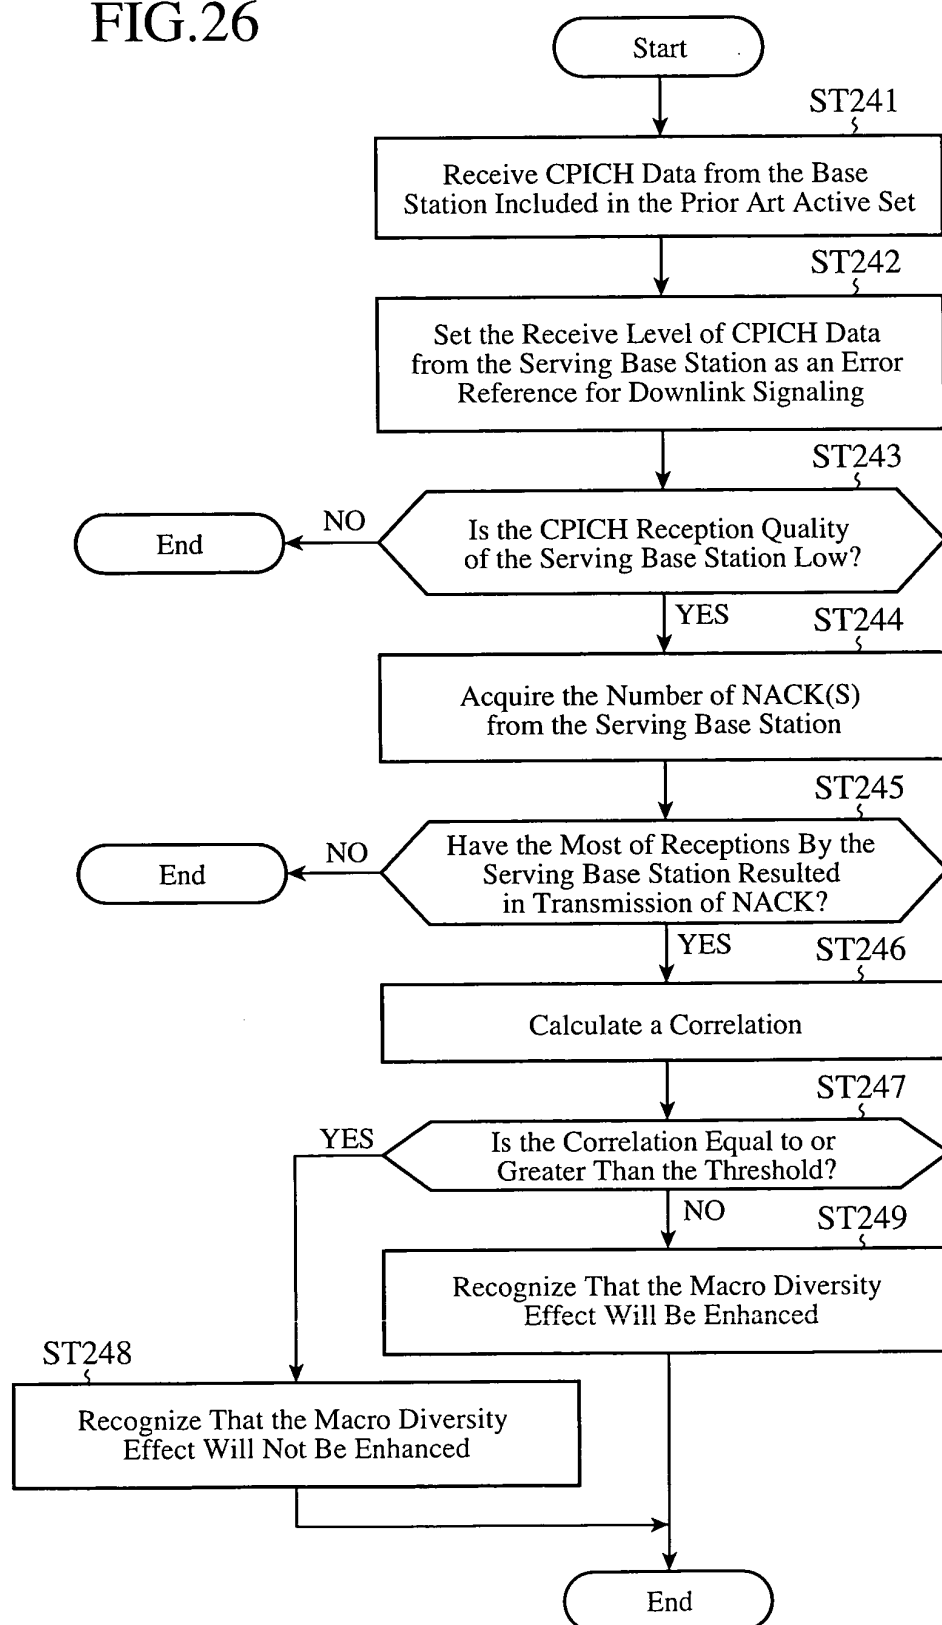 FIG.26
Start
ST241
Receive CPICH Data from the Base
Station Included in the Prior Art Active Set
ST242
Set the Receive Level of CPICH Data
from the Serving Base Station as an Error
Reference for Downlink Signaling
ST243
Is the CPICH Reception Quality
of the Serving Base Station Low?
NO
End
YES
ST244
Acquire the Number of NACK(S)
from the Serving Base Station
ST245
Have the Most of Receptions By the
Serving Base Station Resulted
in Transmission of NACK?
NO
End
YES
ST246
Calculate a Correlation
ST247
Is the Correlation Equal to or
Greater Than the Threshold?
YES
NO
ST249
Recognize That the Macro Diversity
Effect Will Be Enhanced
ST248
Recognize That the Macro Diversity
Effect Will Not Be Enhanced
End